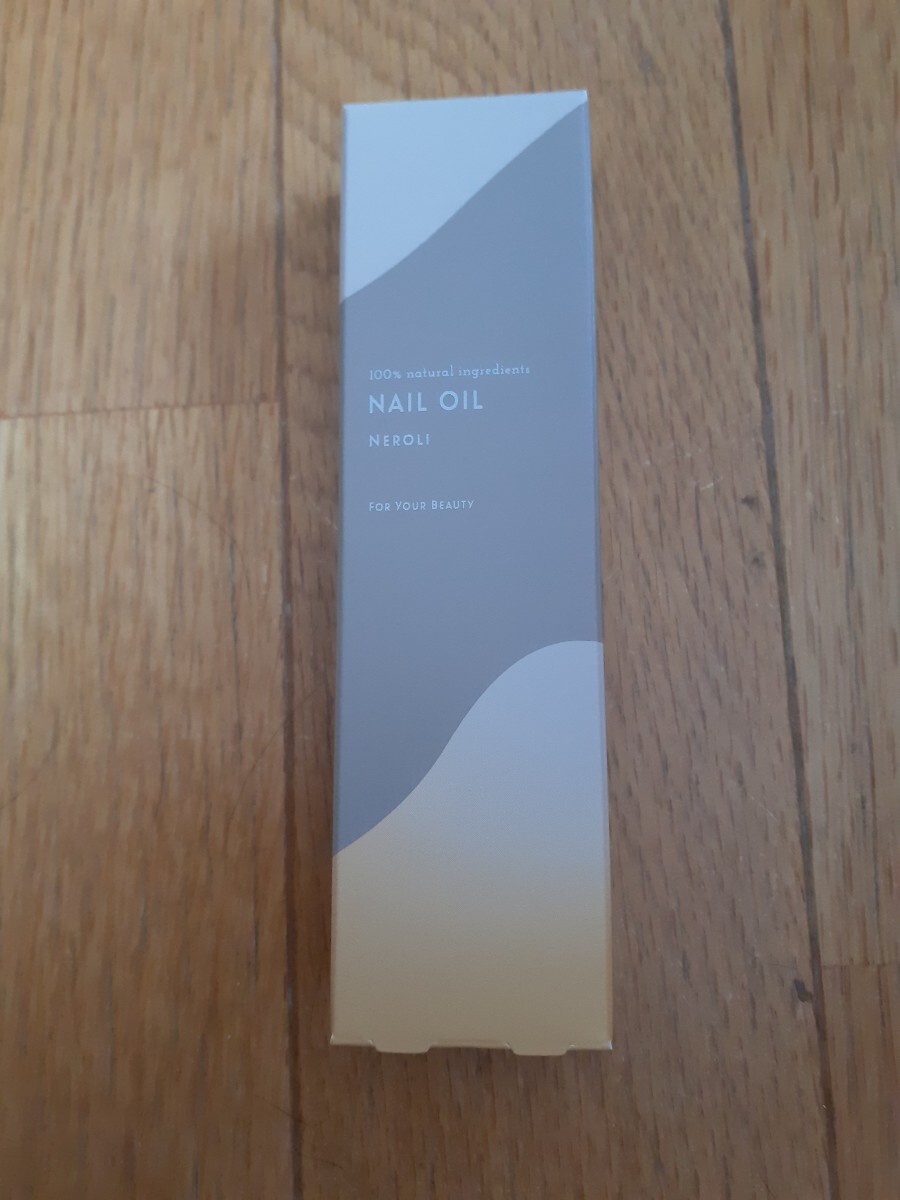 100% natural ingredients
NAIL OIL
NEROLI
FOR YOUR BEAUTY